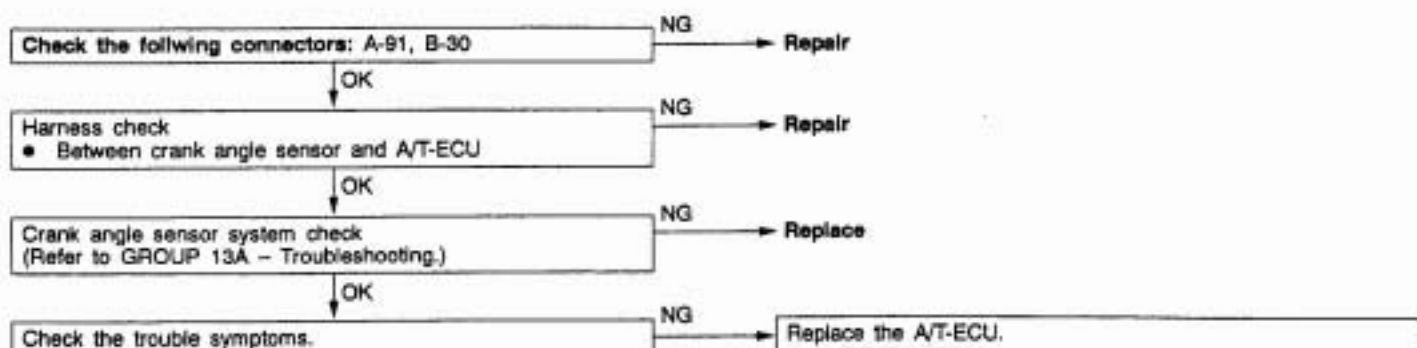 NG
Check the follwing connectors: A-91, B-30
Repair
OK
NG
Harness check
Repair
● Between crank angle sensor and A/T-ECU
OK
NG
Crank angle sensor system check
Replace
(Refer to GROUP 13A – Troubleshooting.)
OK
NG
Check the trouble symptoms.
Replace the A/T-ECU.